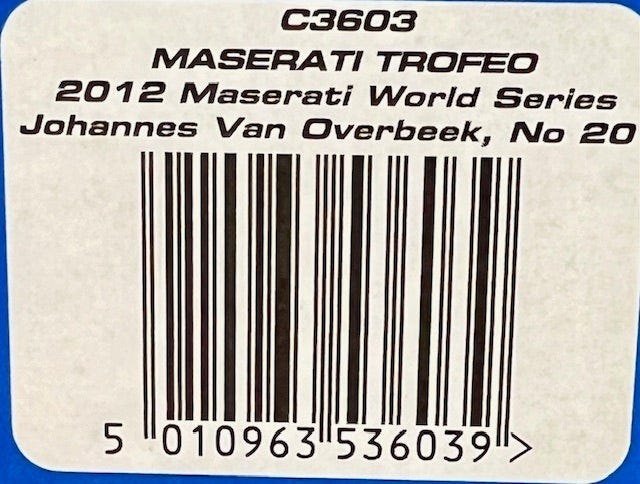 C3603
MASERATI TROFEO
2012 Maserati World Series
Johannes Van Overbeek, No 20
5 010963 536039 >